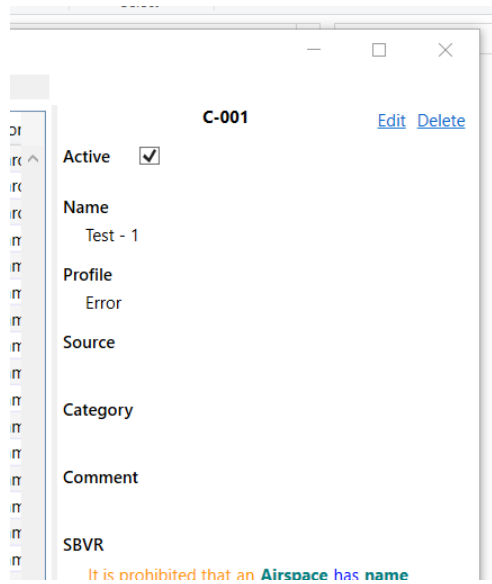 C-001
Edit Delete
Active
Name
Test - 1
Profile
Error
Source
Category
Comment
SBVR
It is prohibited that an Airspace has name